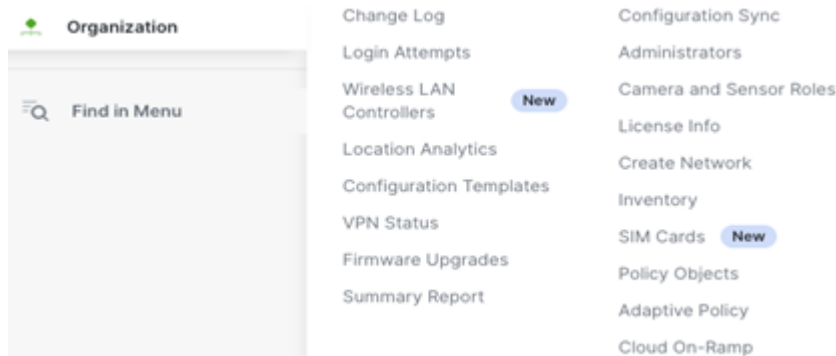 Organization
Find in Menu
Change Log
Login Attempts
Wireless LAN
Controllers
New
Location Analytics
Configuration Templates
VPN Status
Firmware Upgrades
Summary Report
Configuration Sync
Administrators
Camera and Sensor Roles
License Info
Create Network
Inventory
SIM Cards New
Policy Objects
Adaptive Policy
Cloud On-Ramp